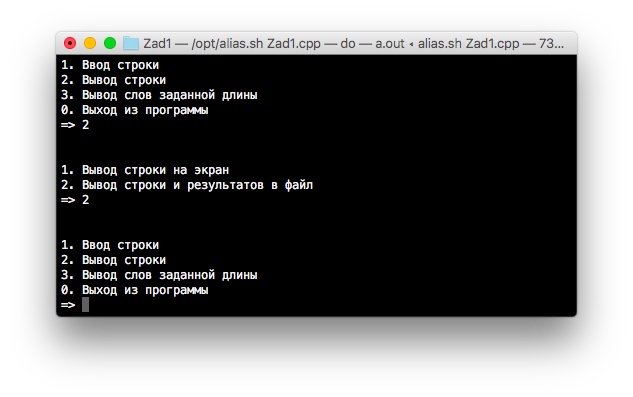 Zad1 — /opt/alias.sh Zad1.cpp — do — a.out ◂ alias.sh Zad1.cpp — 73...
1. Ввод строки
2. Вывод строки
3. Вывод слов заданной длины
0. Выход из программы
=> 2
1. Вывод строки на экран
2. Вывод строки и результатов в файл
=> 2
1. Ввод строки
2. Вывод строки
3. Вывод слов заданной длины
0. Выход из программы
=>